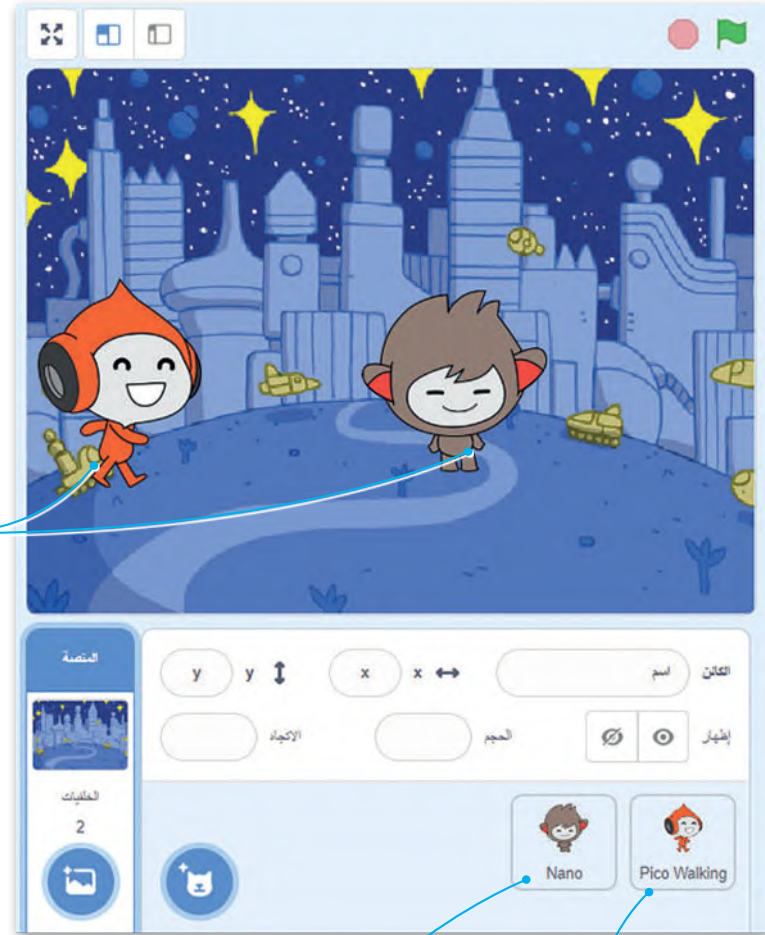 المنصة
الكائن اسم x x y y
إظهار الحجم الاتجاه
الخلفيات
2
Pico Walking
Nano